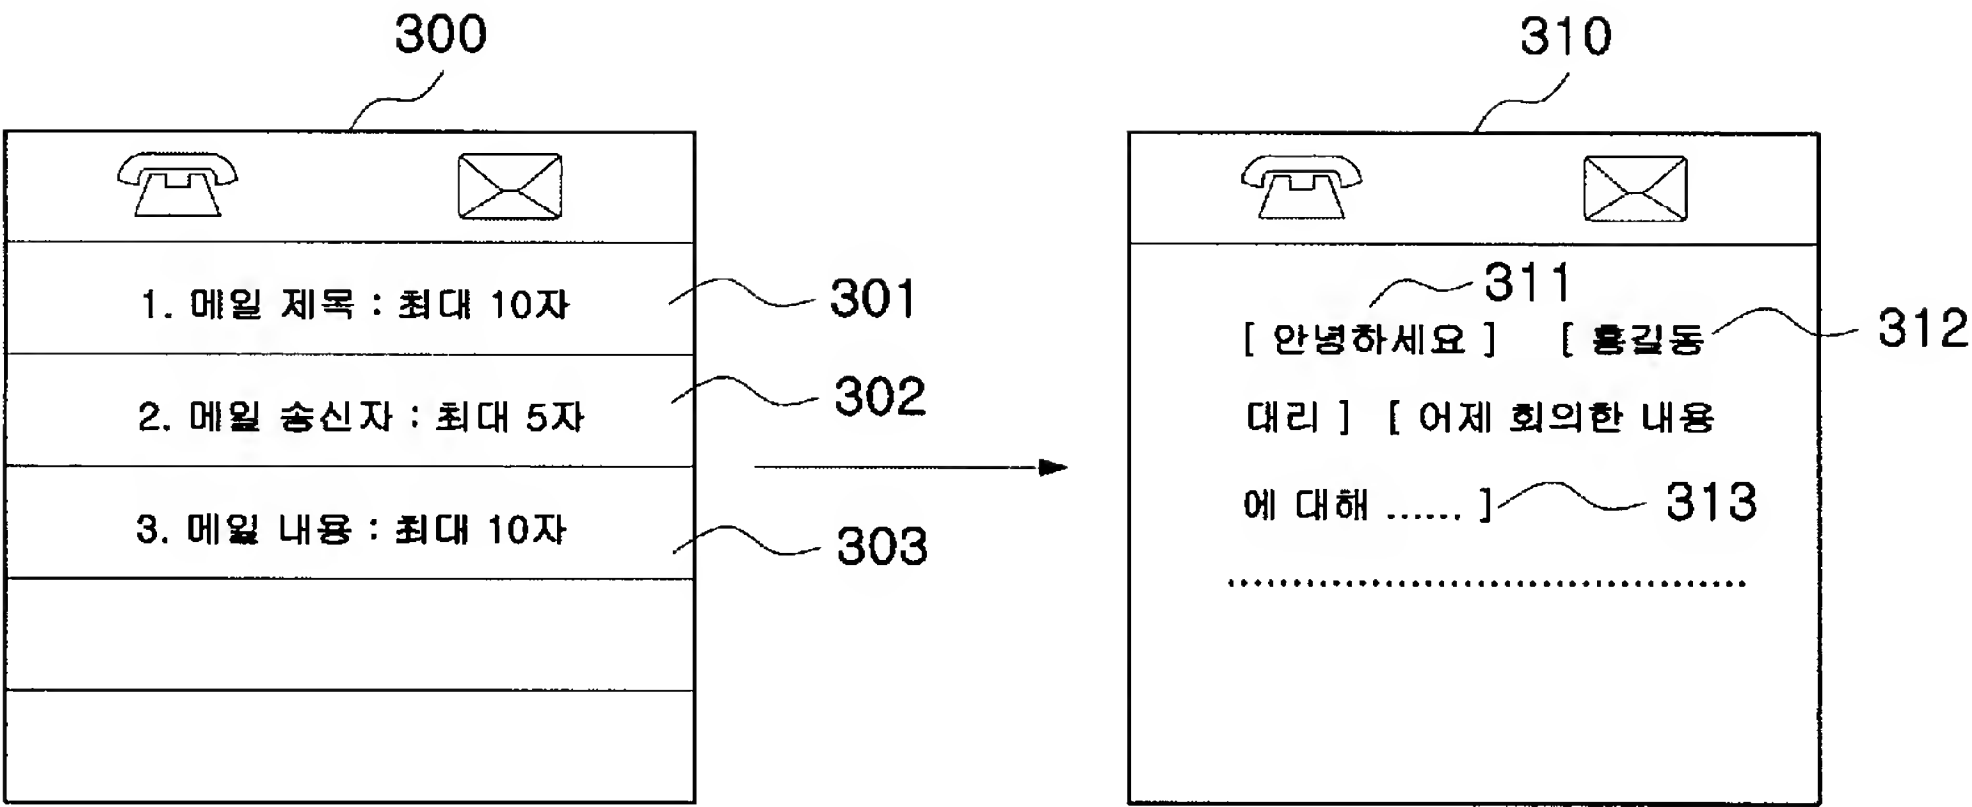 300
1. 메일 제목 : 최대 10자
301
2. 메일 송신자 : 최대 5자
302
3. 메일 내용 : 최대 10자
303
310
311
[ 안녕하세요 ] [ 홍길동
312
대리 ] [ 어제 회의한 내용
에 대해 ...... ]
313